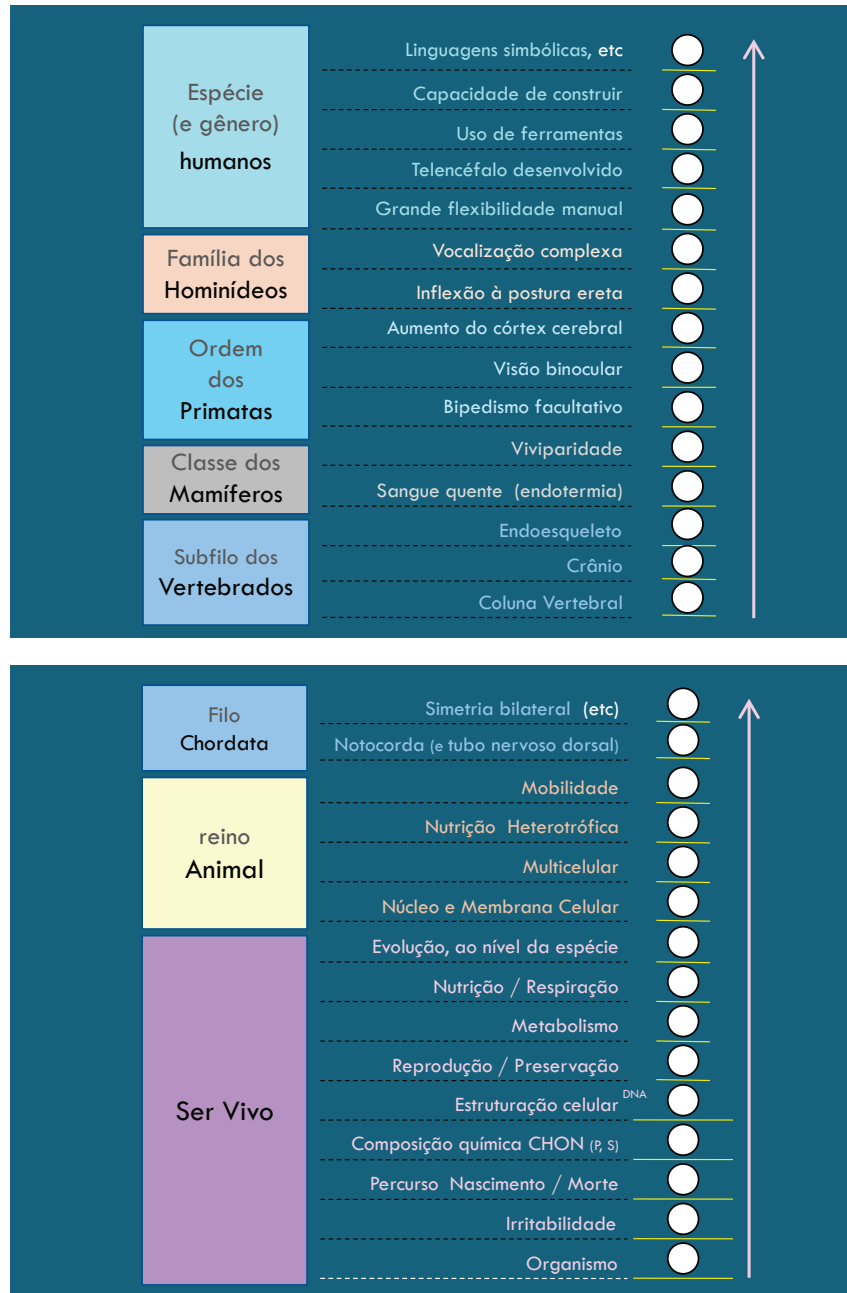 Espécie
(e gênero)
humanos
Linguagens simbólicas, etc
Capacidade de construir
Uso de ferramentas
Telencéfalo desenvolvido
Grande flexibilidade manual
Família dos
Hominídeos
Vocalização complexa
Inflexão à postura ereta
Ordem
dos
Primatas
Aumento do córtex cerebral
Visão binocular
Bipedismo facultativo
Classe dos
Mamíferos
Viviparidade
Sangue quente (endotermia)
Subfilo dos
Vertebrados
Endoesqueleto
Crânio
Coluna Vertebral
Filo
Chordata
Simetria bilateral (etc)
Notocorda (e tubo nervoso dorsal)
reino
Animal
Mobilidade
Nutrição Heterotrófica
Multicelular
Núcleo e Membrana Celular
Ser Vivo
Evolução, ao nível da espécie
Nutrição / Respiração
Metabolismo
Reprodução / Preservação
Estruturação celular DNA
Composição química CHON (P, S)
Percurso Nascimento / Morte
Irritabilidade
Organismo